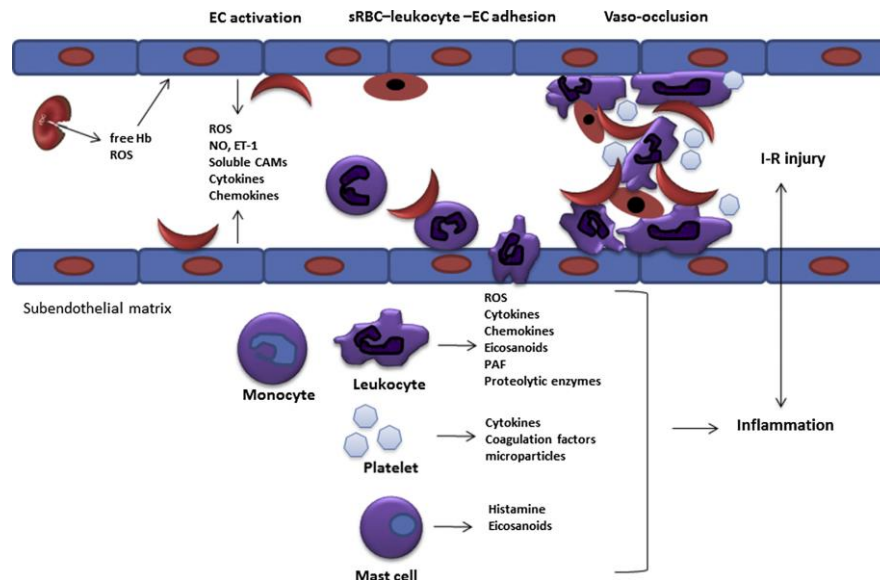 EC activation
sRBC–leukocyte –EC adhesion
Vaso-occlusion
free Hb
ROS
ROS
NO, ET-1
Soluble CAMs
Cytokines
Chemokines
I-R injury
Subendothelial matrix
Monocyte
Leukocyte
ROS
Cytokines
Chemokines
Eicosanoids
PAF
Proteolytic enzymes
Platelet
Cytokines
Coagulation factors
microparticles
Inflammation
Mast cell
Histamine
Eicosanoids